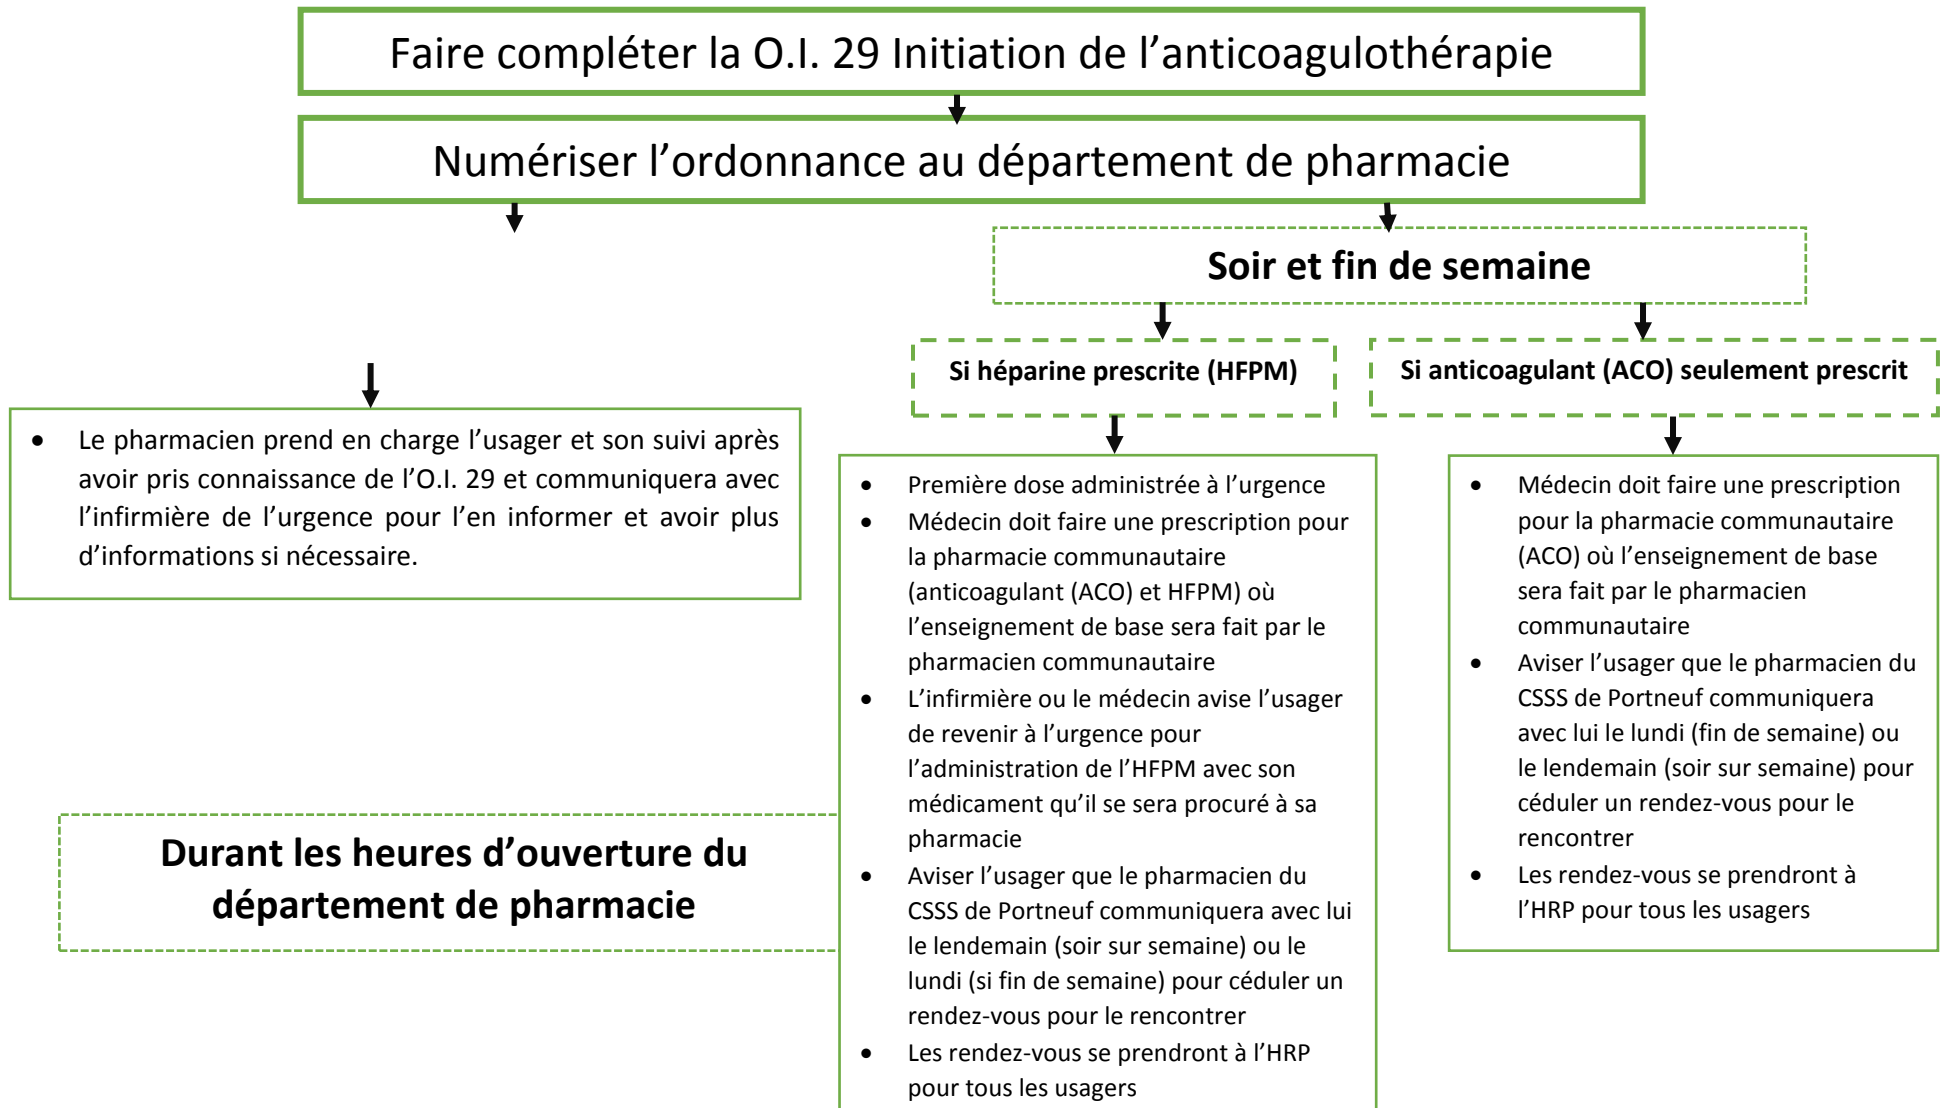 Faire compléter la O.I. 29 Initiation de l’anticoagulothérapie
Numériser l’ordonnance au département de pharmacie
Soir et fin de semaine
Si héparine prescrite (HFPM)
Si anticoagulant (ACO) seulement prescrit
• Le pharmacien prend en charge l’usager et son suivi après
avoir pris connaissance de l’O.I. 29 et communiquera avec
l’infirmière de l’urgence pour l’en informer et avoir plus
d’informations si nécessaire.
Durant les heures d’ouverture du
département de pharmacie
• Première dose administrée à l’urgence
• Médecin doit faire une prescription pour
la pharmacie communautaire
(anticoagulant (ACO) et HFPM) où
l’enseignement de base sera fait par le
pharmacien communautaire
• L’infirmière ou le médecin avise l’usager
de revenir à l’urgence pour
l’administration de l’HFPM avec son
médicament qu’il se sera procuré à sa
pharmacie
• Aviser l’usager que le pharmacien du
CSSS de Portneuf communiquera avec lui
le lendemain (soir sur semaine) ou le
lundi (si fin de semaine) pour céduler un
rendez-vous pour le rencontrer
• Les rendez-vous se prendront à l’HRP
pour tous les usagers
• Médecin doit faire une prescription
pour la pharmacie communautaire
(ACO) où l’enseignement de base
sera fait par le pharmacien
communautaire
• Aviser l’usager que le pharmacien du
CSSS de Portneuf communiquera
avec lui le lundi (fin de semaine) ou
le lendemain (soir sur semaine) pour
céduler un rendez-vous pour le
rencontrer
• Les rendez-vous se prendront à
l’HRP pour tous les usagers